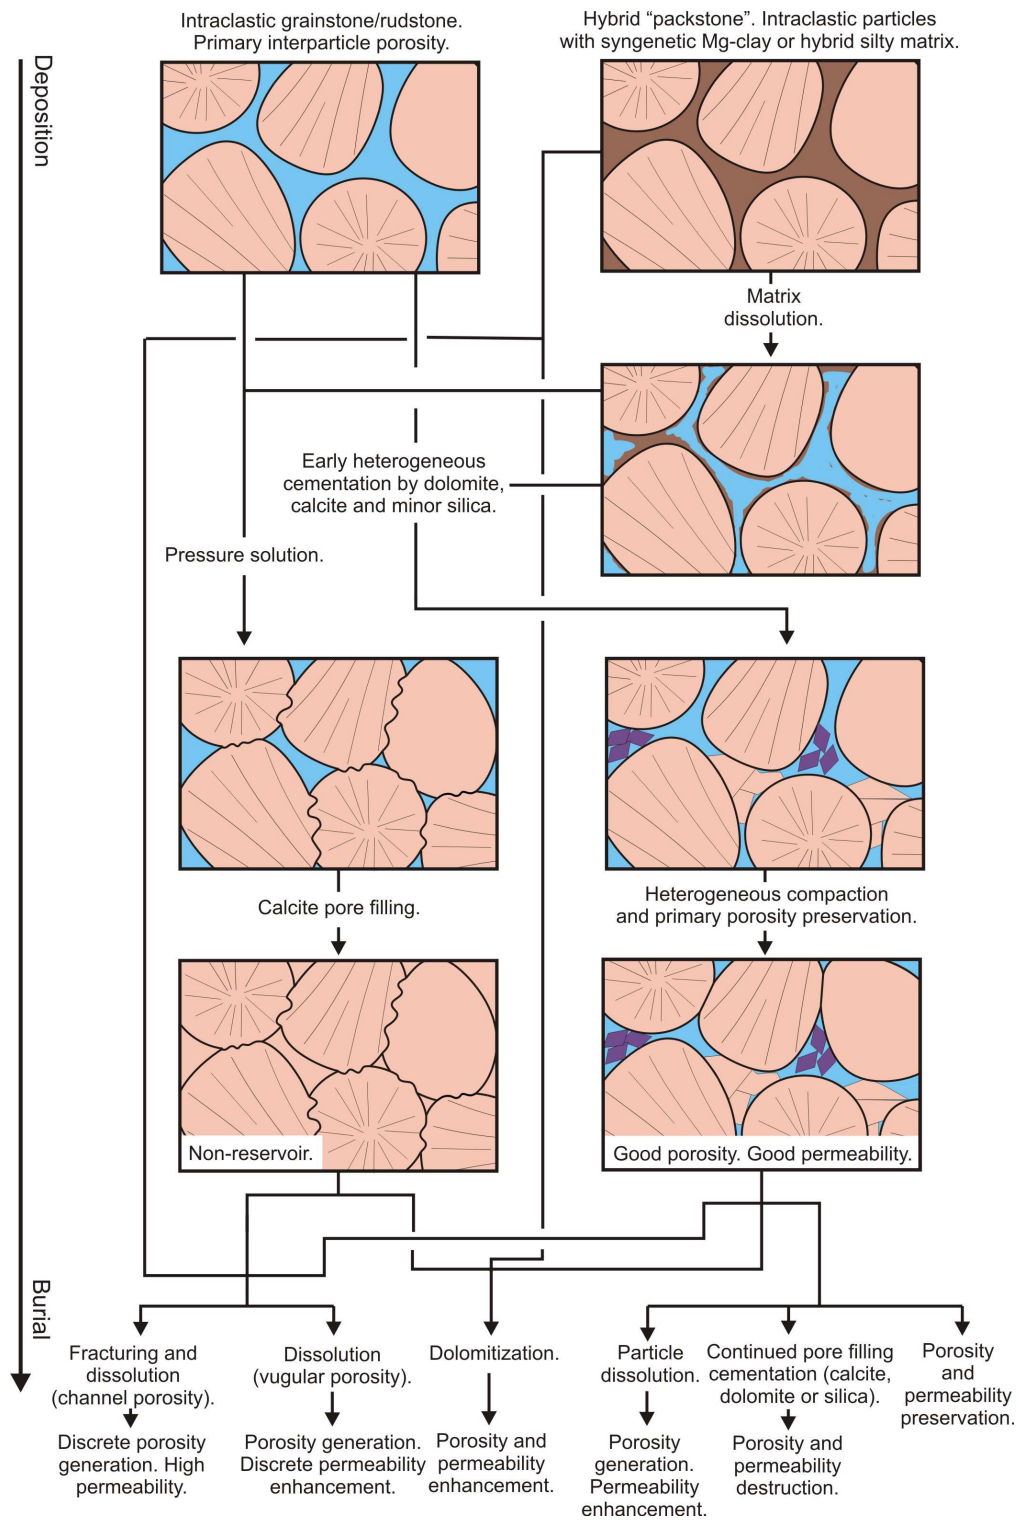 Intraclastic grainstone/rudstone.
Primary interparticle porosity.
Hybrid “packstone”. Intraclastic particles
with syngenetic Mg-clay or hybrid silty matrix.
Deposition
Matrix
dissolution.
Early heterogeneous
cementation by dolomite,
calcite and minor silica.
Pressure solution.
Calcite pore filling.
Heterogeneous compaction
and primary porosity preservation.
Non-reservoir.
Good porosity. Good permeability.
Burial
Fracturing and
dissolution
(channel porosity).
Discrete porosity
generation. High
permeability.
Dissolution
(vugular porosity).
Porosity generation.
Discrete permeability
enhancement.
Dolomitization.
Porosity and
permeability
enhancement.
Particle
dissolution.
Porosity
generation.
Permeability
enhancement.
Continued pore filling
cementation (calcite,
dolomite or silica).
Porosity and
permeability
destruction.
Porosity
and
permeability
preservation.